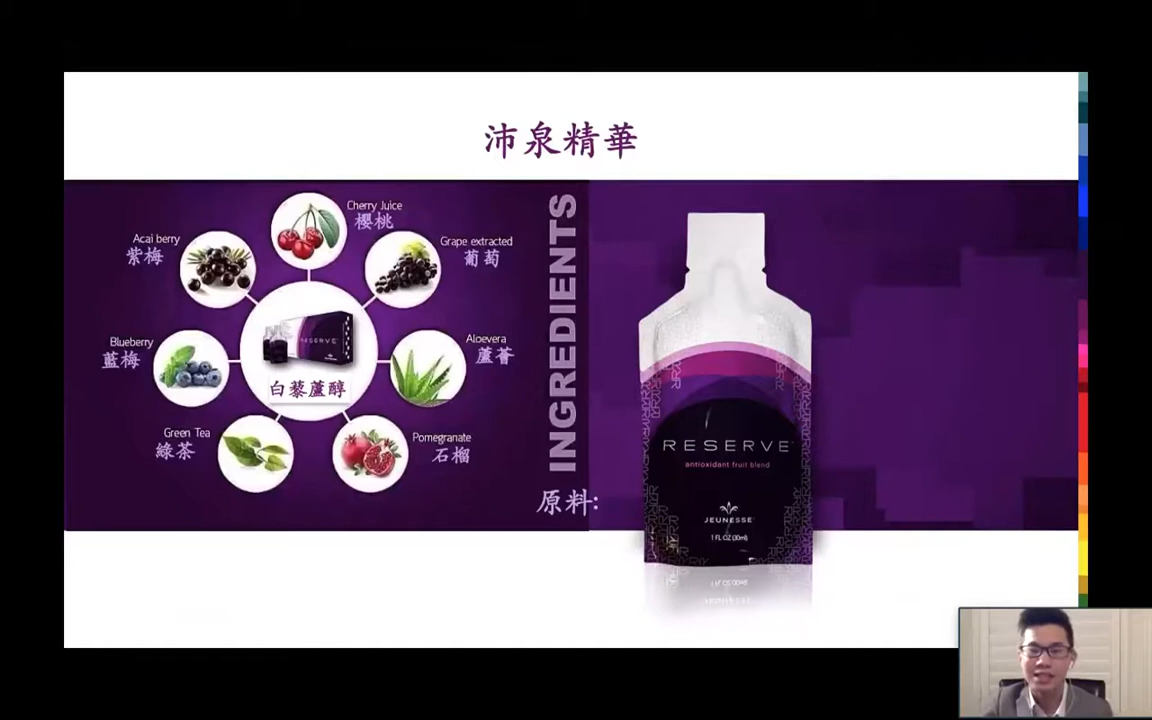 沛泉精華
Cherry Juice
櫻桃
Acai berry
紫梅
Grape extracted
葡萄
Blueberry
藍梅
Aloevera
蘆薈
RESERVE
白藜蘆醇
Green Tea
綠茶
Pomegranate
石榴
INGREDIENTS
原料:
RESERVE
antioxidant fruit blend
JEUNESSE
1 FL OZ (30ml)